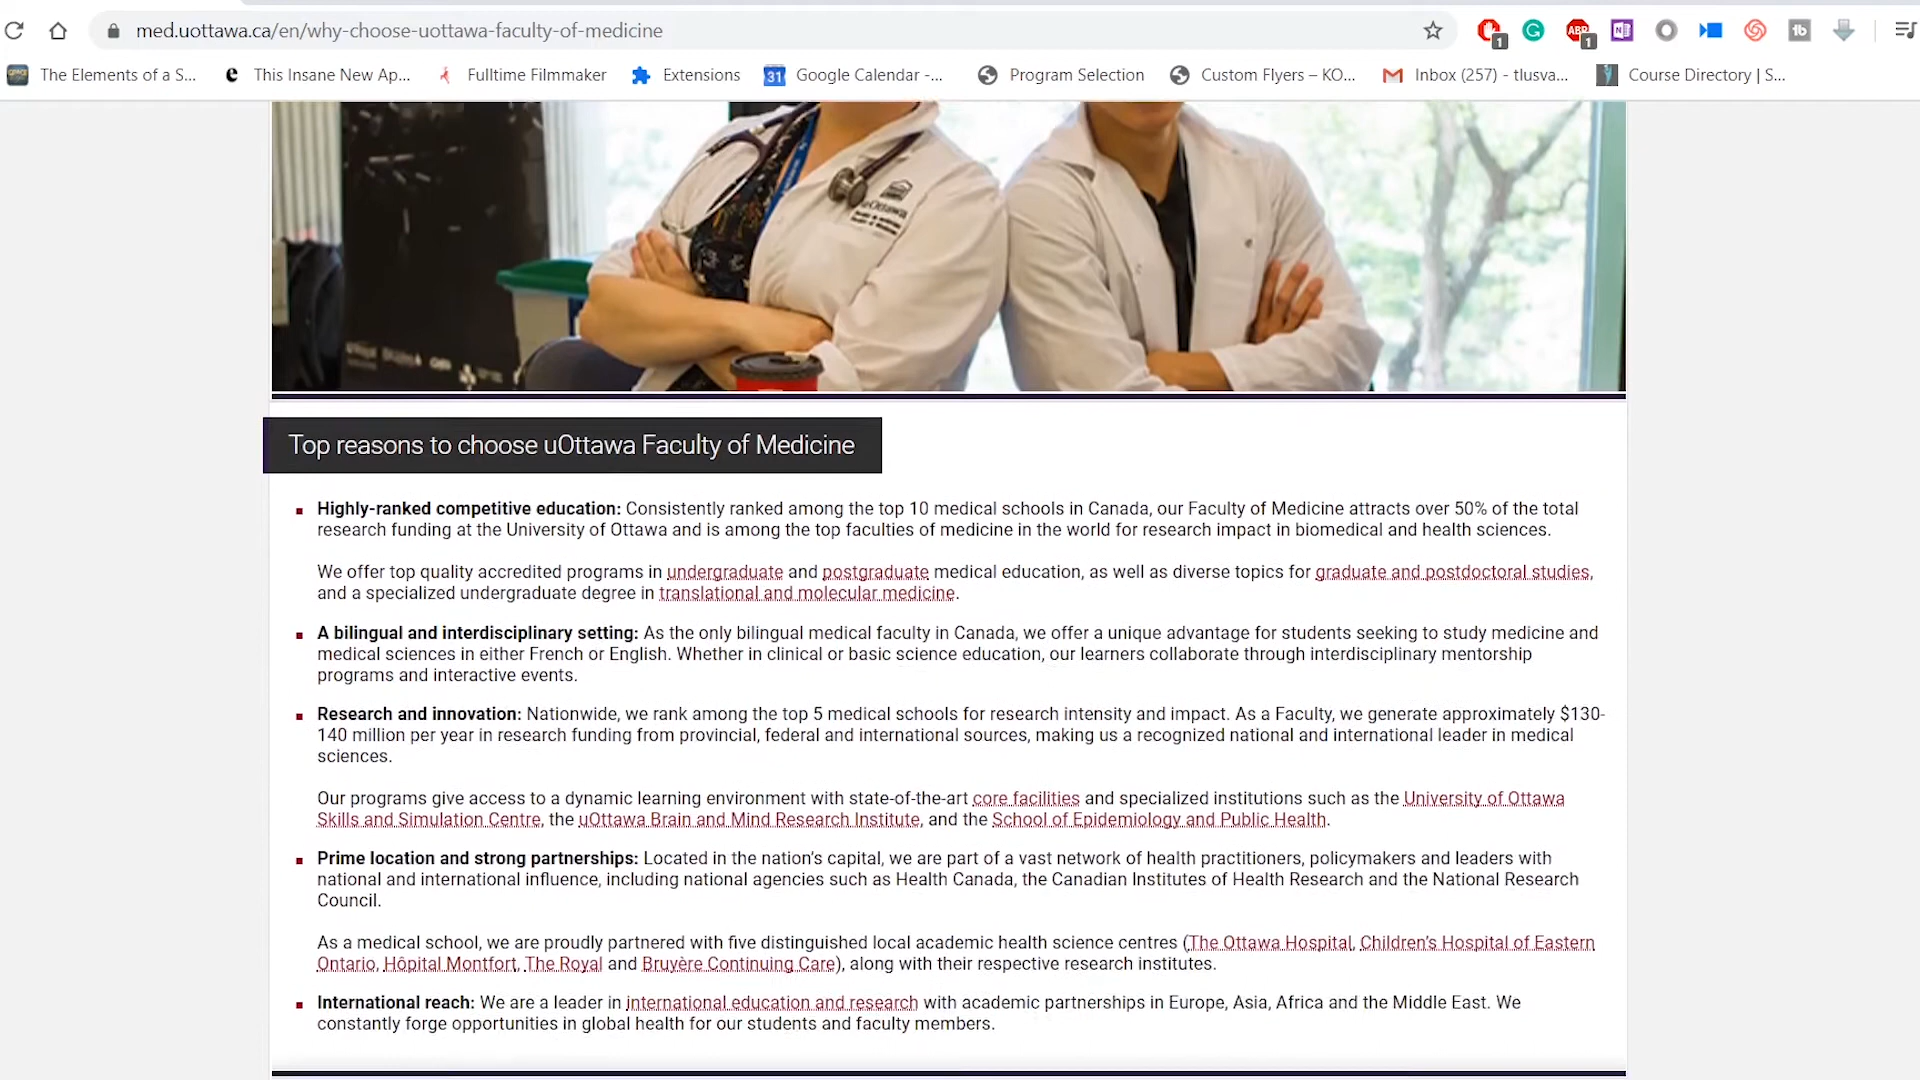 med.uottawa.ca/en/why-choose-uottawa-faculty-of-medicine
1
ABP
1
31
tb
The Elements of a S...
This Insane New Ap...
Fulltime Filmmaker
Extensions
Google Calendar -...
Program Selection
Custom Flyers – KO...
Inbox (257) - tlusva...
Course Directory | S...
uOttawa
Top reasons to choose uOttawa Faculty of Medicine
Highly-ranked competitive education: Consistently ranked among the top 10 medical schools in Canada, our Faculty of Medicine attracts over 50% of the total
research funding at the University of Ottawa and is among the top faculties of medicine in the world for research impact in biomedical and health sciences.
We offer top quality accredited programs in undergraduate and postgraduate medical education, as well as diverse topics for graduate and postdoctoral studies,
and a specialized undergraduate degree in translational and molecular medicine.
A bilingual and interdisciplinary setting: As the only bilingual medical faculty in Canada, we offer a unique advantage for students seeking to study medicine and
medical sciences in either French or English. Whether in clinical or basic science education, our learners collaborate through interdisciplinary mentorship
programs and interactive events.
Research and innovation: Nationwide, we rank among the top 5 medical schools for research intensity and impact. As a Faculty, we generate approximately $130-
140 million per year in research funding from provincial, federal and international sources, making us a recognized national and international leader in medical
sciences.
Our programs give access to a dynamic learning environment with state-of-the-art core facilities and specialized institutions such as the University of Ottawa
Skills and Simulation Centre, the uOttawa Brain and Mind Research Institute, and the School of Epidemiology and Public Health.
Prime location and strong partnerships: Located in the nation's capital, we are part of a vast network of health practitioners, policymakers and leaders with
national and international influence, including national agencies such as Health Canada, the Canadian Institutes of Health Research and the National Research
Council.
As a medical school, we are proudly partnered with five distinguished local academic health science centres (The Ottawa Hospital, Children's Hospital of Eastern
Ontario, Hôpital Montfort, The Royal and Bruyère Continuing Care), along with their respective research institutes.
International reach: We are a leader in international education and research with academic partnerships in Europe, Asia, Africa and the Middle East. We
constantly forge opportunities in global health for our students and faculty members.